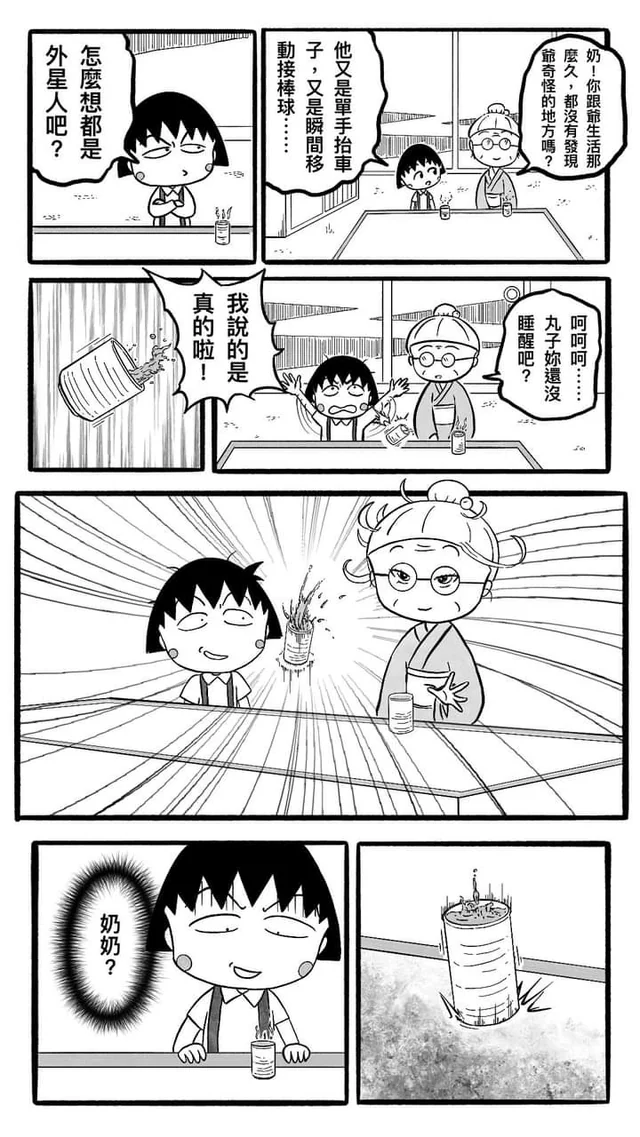 奶！你跟爺生活那
麼久，都沒有發現
爺奇怪的地方嗎？
他又是單手抬車
子，又是瞬間移
動接棒球……
怎麼想都是
外星人吧？
呵呵呵……
丸子妳還沒
睡醒吧？
我說的是
真的啦！
奶奶？